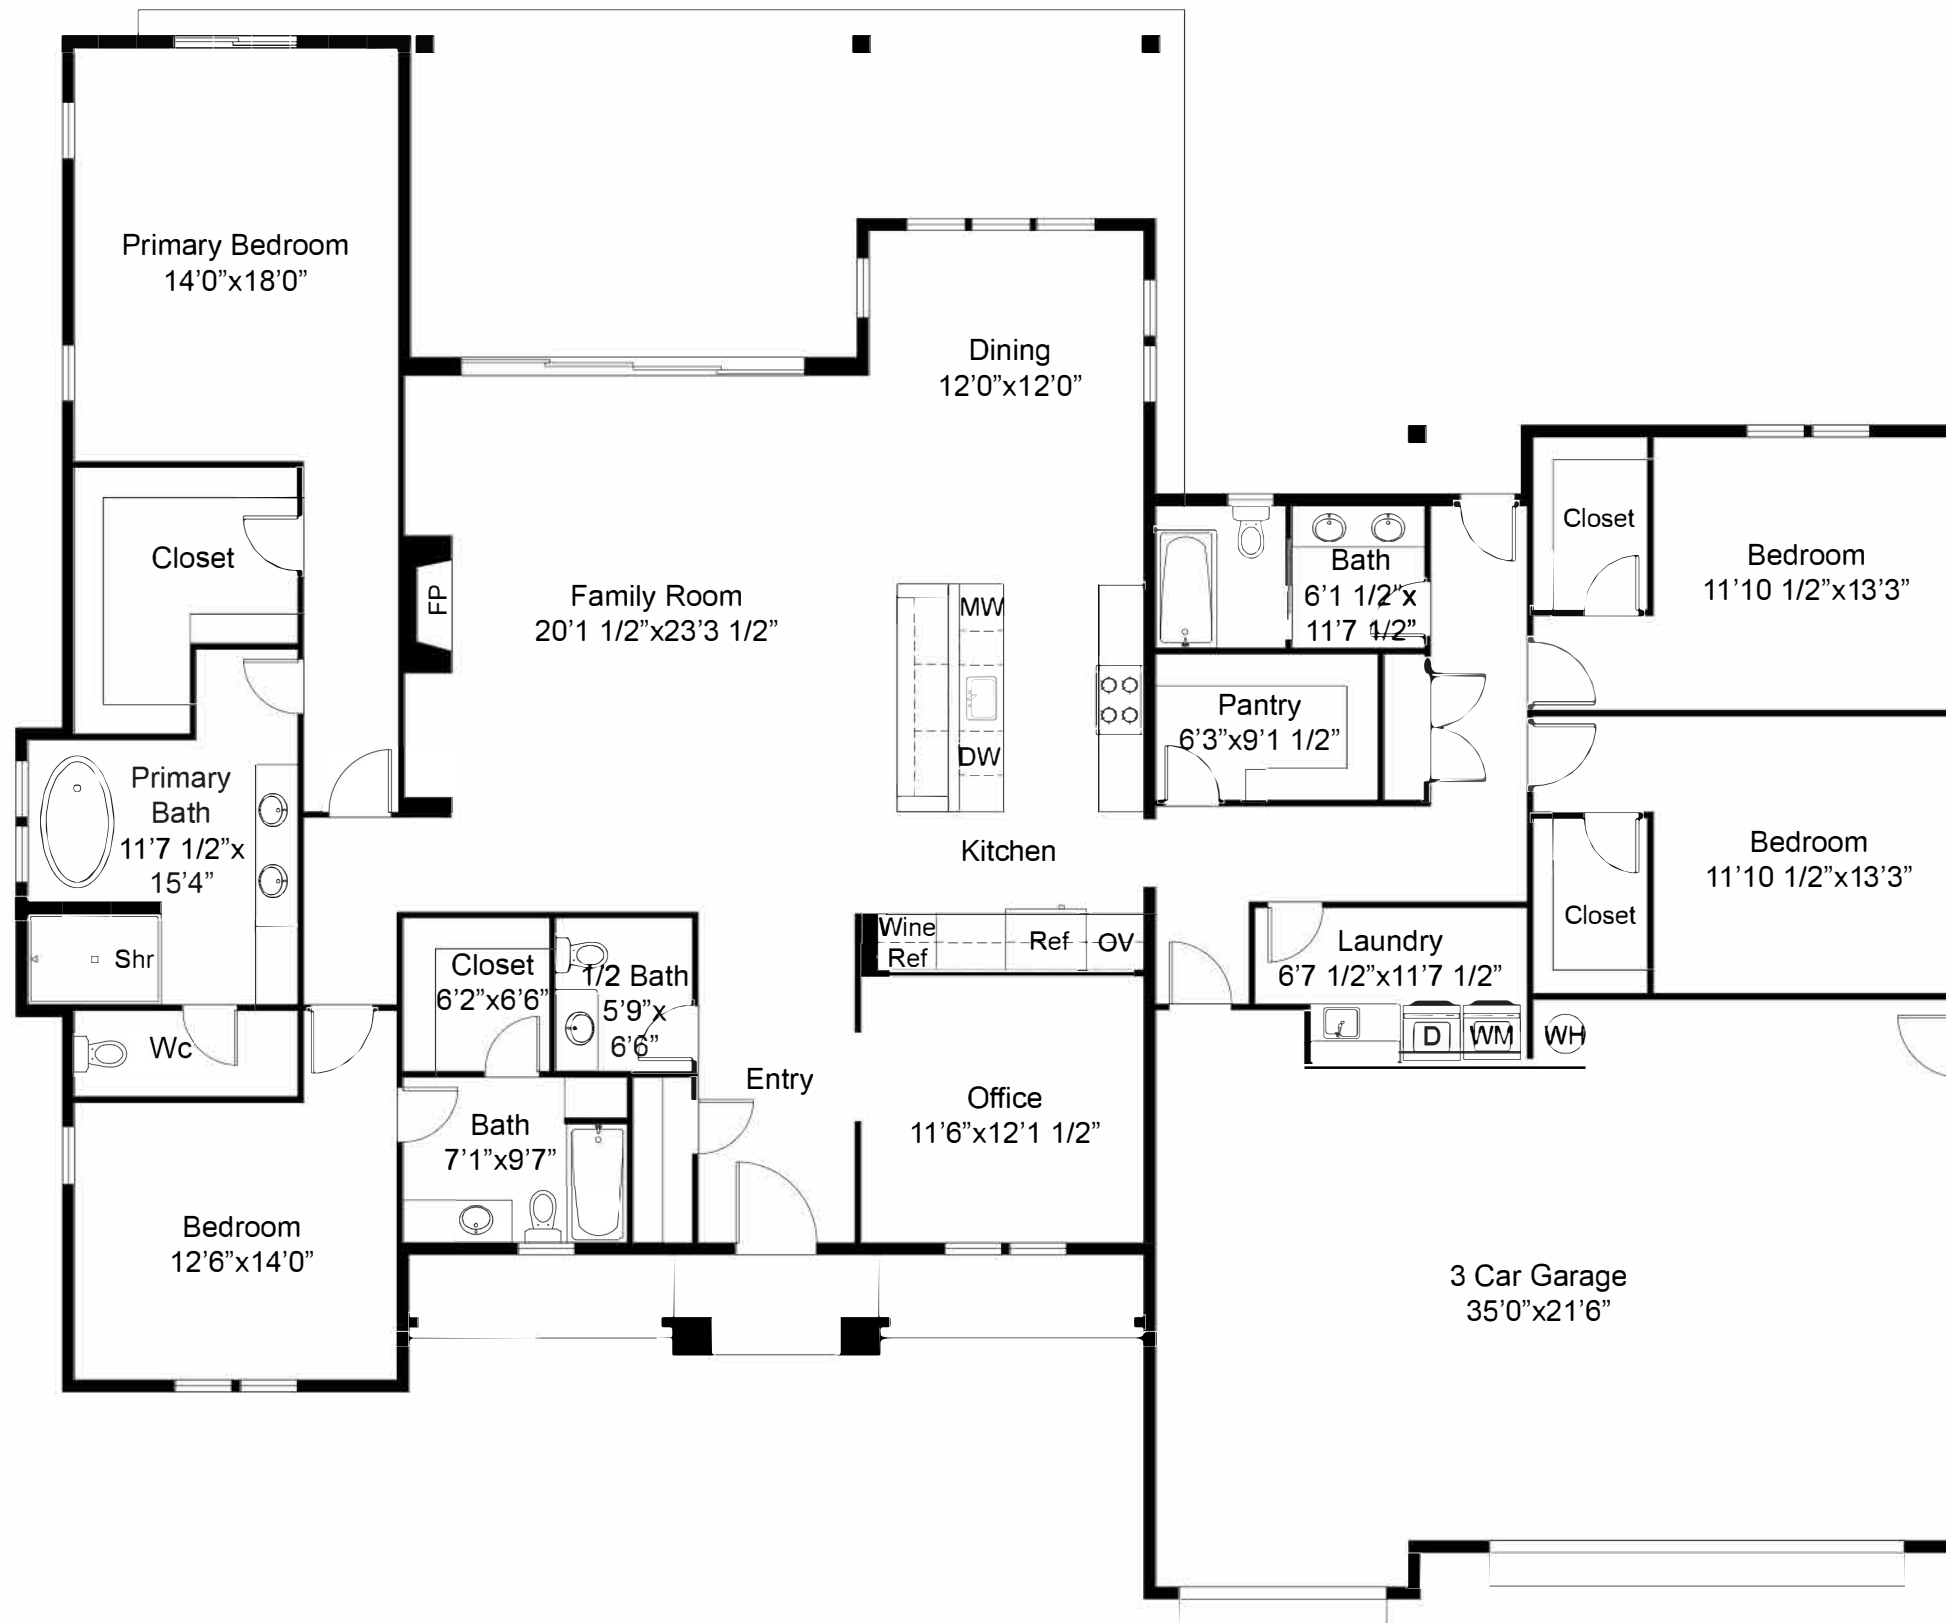 Primary Bedroom
14’0”x18’0”
Dining
12’0”x12’0”
Closet
Closet
Bedroom
11’10 1/2”x13’3”
Family Room
20’1 1/2”x23’3 1/2”
FP
MW
DW
Bath
6’1 1/2”x
11’7 1/2”
Pantry
6’3”x9’1 1/2”
Primary
Bath
11’7 1/2”x
15’4”
Kitchen
Bedroom
11’10 1/2”x13’3”
Closet
Shr
Closet
6’2”x6’6”
1/2 Bath
5’9”x
6’6”
Wine
Ref
Ref
OV
Laundry
6’7 1/2”x11’7 1/2”
D
WM
WH
Wc
Entry
Office
11’6”x12’1 1/2”
Bath
7’1”x9’7”
Bedroom
12’6”x14’0”
3 Car Garage
35’0”x21’6”